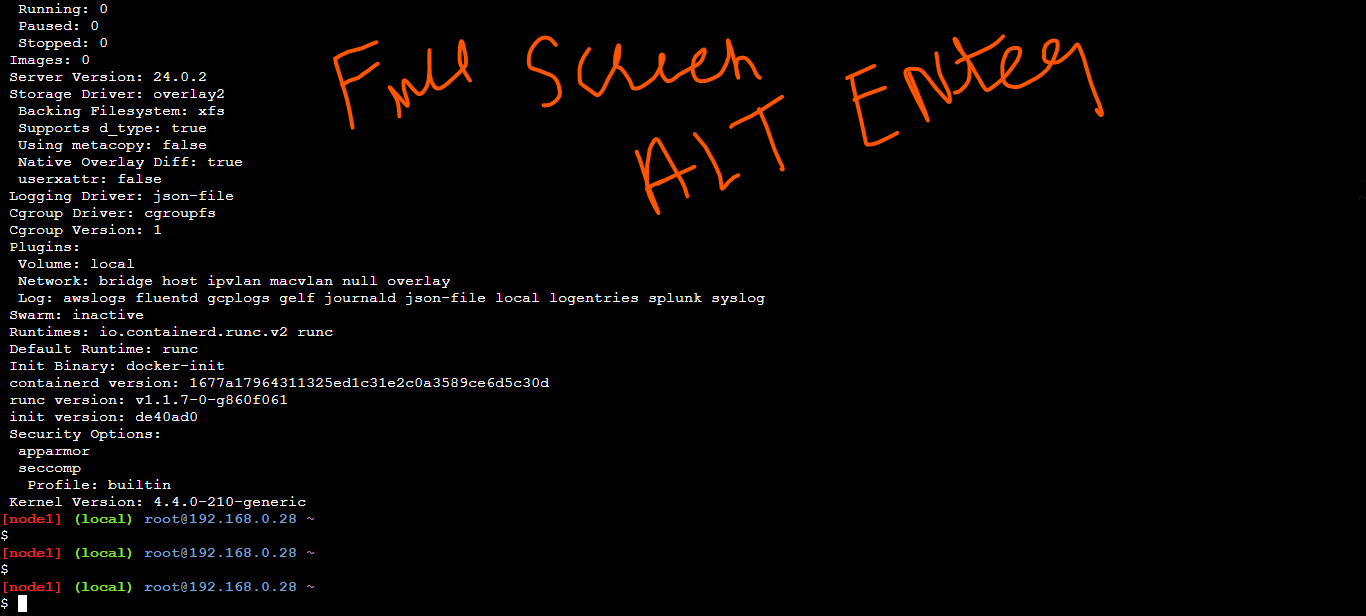 Running: 0
Paused: 0
Stopped: 0
Images: 0
Server Version: 24.0.2
Storage Driver: overlay2
Backing Filesystem: xfs
Supports d_type: true
Using metacopy: false
Native Overlay Diff: true
userxattr: false
Logging Driver: json-file
Cgroup Driver: cgroupfs
Cgroup Version: 1
Plugins:
Volume: local
Network: bridge host ipvlan macvlan null overlay
Log: awslogs fluentd gcplogs gelf journald json-file local logentries splunk syslog
Swarm: inactive
Runtimes: io.containerd.runc.v2 runc
Default Runtime: runc
Init Binary: docker-init
containerd version: 1677a17964311325ed1c31e2c0a3589ce6d5c30d
runc version: v1.1.7-0-g860f061
init version: de40ad0
Security Options:
apparmor
seccomp
Profile: builtin
Kernel Version: 4.4.0-210-generic
[node1] (local) root@192.168.0.28 ~
$
[node1] (local) root@192.168.0.28 ~
$
[node1] (local) root@192.168.0.28 ~
$
Full Screen
ALT Enter